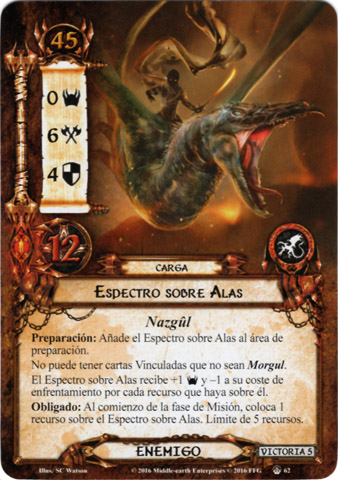 45
0
6
4
12
CARGA
ESPECTRO SOBRE ALAS
Nazgûl
Preparación: Añade el Espectro sobre Alas al área de
preparación.
No puede tener cartas Vinculadas que no sean Morgul.
El Espectro sobre Alas recibe +1 y –1 a su coste de
enfrentamiento por cada recurso que haya sobre él.
Obligado: Al comienzo de la fase de Misión, coloca 1
recurso sobre el Espectro sobre Alas. Límite de 5 recursos.
ENEMIGO
VICTORIA 5
Illus. SC Watson
© 2016 Middle-earth Enterprises © 2016 FFG
62